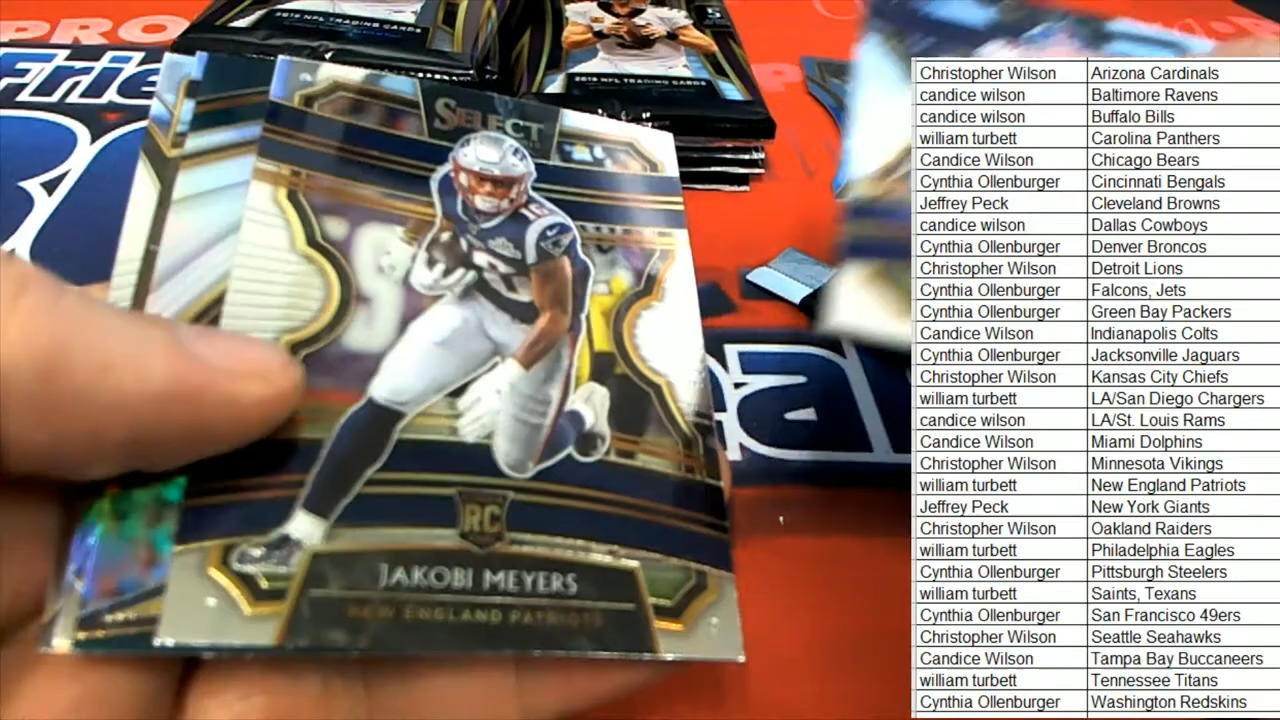 PRO
Frie
2019 NFL TRADING CARDS
5
2019 NFL TRADING CARDS
SELECT
16
RC
JAKOBI MEYERS
NEW ENGLAND PATRIOTS
Christopher Wilson Arizona Cardinals
candice wilson Baltimore Ravens
candice wilson Buffalo Bills
william turbett Carolina Panthers
Candice Wilson Chicago Bears
Cynthia Ollenburger Cincinnati Bengals
Jeffrey Peck Cleveland Browns
candice wilson Dallas Cowboys
Cynthia Ollenburger Denver Broncos
Christopher Wilson Detroit Lions
Cynthia Ollenburger Falcons, Jets
Cynthia Ollenburger Green Bay Packers
Candice Wilson Indianapolis Colts
Cynthia Ollenburger Jacksonville Jaguars
Christopher Wilson Kansas City Chiefs
william turbett LA/San Diego Chargers
candice wilson LA/St. Louis Rams
Candice Wilson Miami Dolphins
Christopher Wilson Minnesota Vikings
william turbett New England Patriots
Jeffrey Peck New York Giants
Christopher Wilson Oakland Raiders
william turbett Philadelphia Eagles
Cynthia Ollenburger Pittsburgh Steelers
william turbett Saints, Texans
Cynthia Ollenburger San Francisco 49ers
Christopher Wilson Seattle Seahawks
Candice Wilson Tampa Bay Buccaneers
william turbett Tennessee Titans
Cynthia Ollenburger Washington Redskins